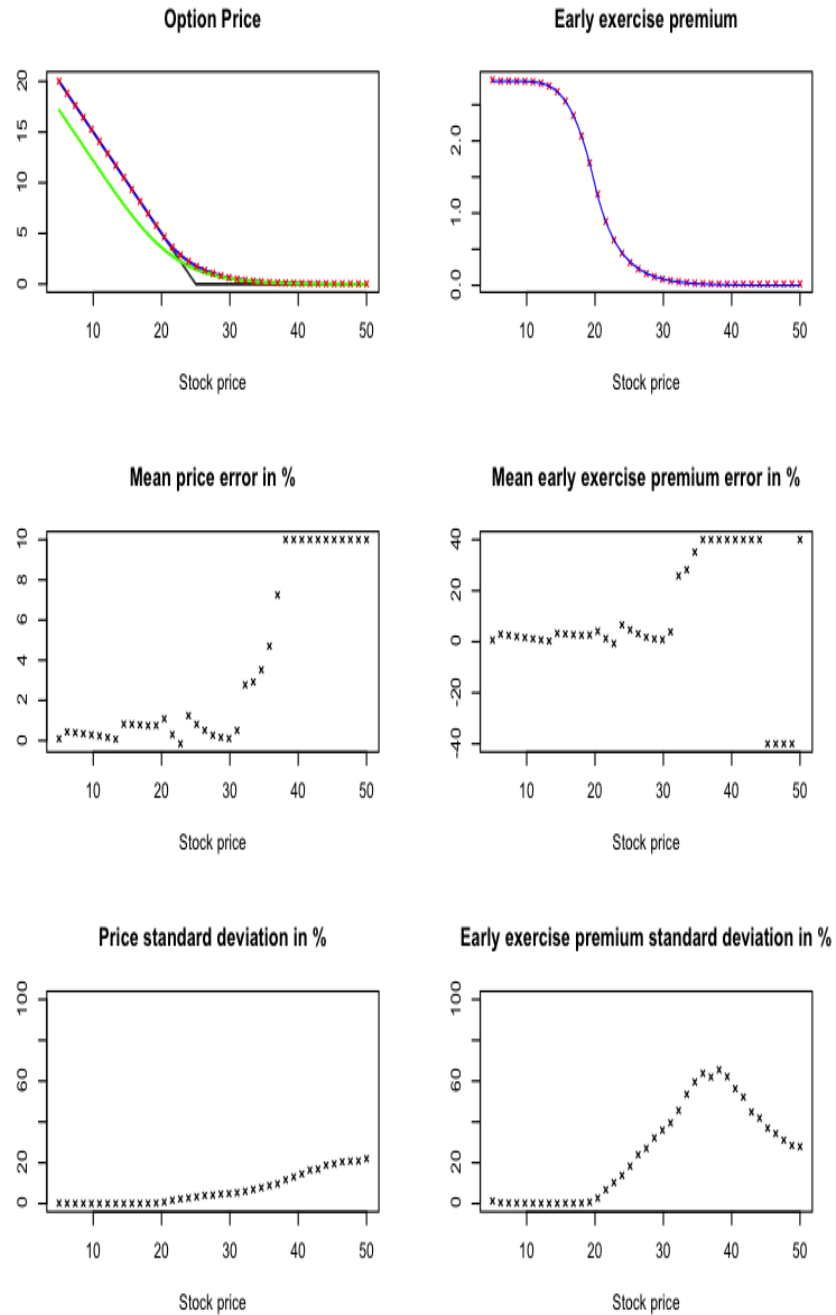 Option Price
20
15
10
5
0
10 20 30 40 50
Stock price
Early exercise premium
2.0
1.0
0.0
10 20 30 40 50
Stock price
Mean price error in %
10
8
6
4
2
0
10 20 30 40 50
Stock price
Mean early exercise premium error in %
40
20
0
-20
-40
10 20 30 40 50
Stock price
Price standard deviation in %
100
60
20
0
10 20 30 40 50
Stock price
Early exercise premium standard deviation in %
100
60
20
0
10 20 30 40 50
Stock price